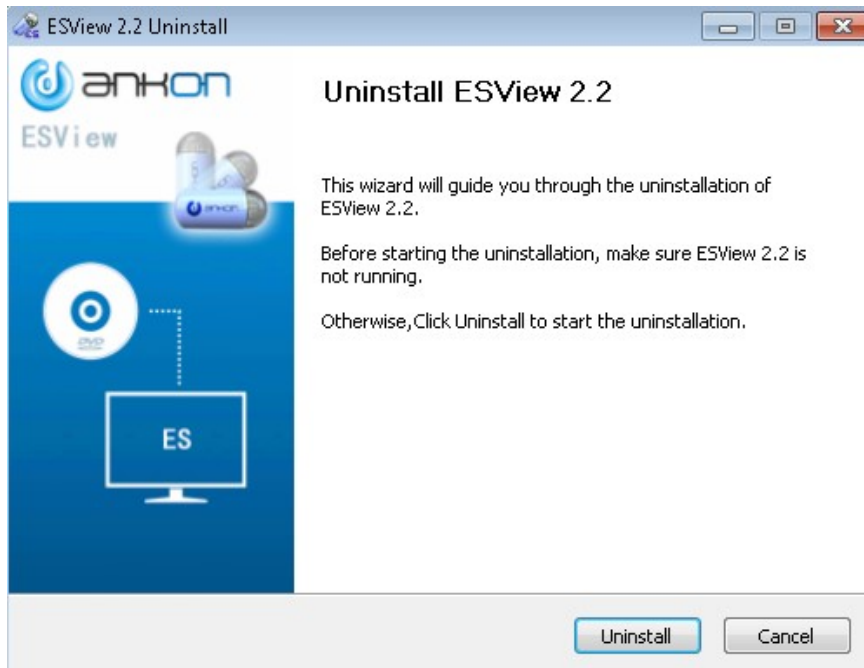 ESView 2.2 Uninstall
ankon
ESView
ankon
DVD
ES
Uninstall ESView 2.2
This wizard will guide you through the uninstallation of
ESView 2.2.
Before starting the uninstallation, make sure ESView 2.2 is
not running.
Otherwise,Click Uninstall to start the uninstallation.
Uninstall
Cancel